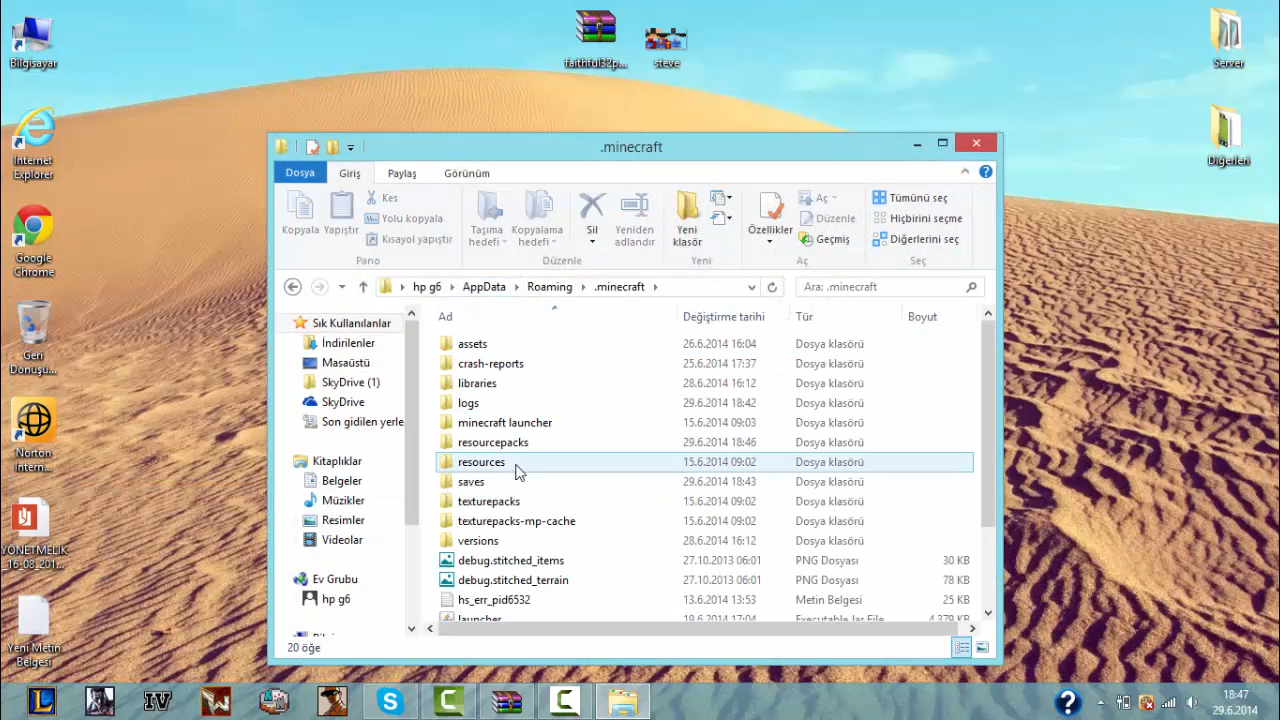 Bilgisayar
Internet
Explorer
Google
Chrome
Geri
Dönüşü...
Norton
Intern...
YÖNETMELİK
16-08_201...
Yeni Metin
Belgesi
faithful32p...
steve
Server
Diğerleri
.minecraft
Dosya
Giriş
Paylaş
Görünüm
Kopyala
Yapıştır
Kes
Yolu kopyala
Kısayol yapıştır
Pano
Taşıma
hedefi
Kopyalama
hedefi
Sil
Yeniden
adlandır
Düzenle
Yeni
klasör
Yeni
Özellikler
Aç
Düzenle
Geçmiş
Aç
Tümünü seç
Hiçbirini seçme
Diğerlerini seç
Seç
hp g6 AppData Roaming .minecraft
Ara: .minecraft
Sık Kullanılanlar
İndirilenler
Masaüstü
SkyDrive (1)
SkyDrive
Son gidilen yerle
Kitaplıklar
Belgeler
Müzikler
Resimler
Videolar
Ev Grubu
hp g6
Ad Değiştirme tarihi Tür Boyut
assets 26.6.2014 16:04 Dosya klasörü
crash-reports 25.6.2014 17:37 Dosya klasörü
libraries 28.6.2014 16:12 Dosya klasörü
logs 29.6.2014 18:42 Dosya klasörü
minecraft launcher 15.6.2014 09:03 Dosya klasörü
resourcepacks 29.6.2014 18:46 Dosya klasörü
resources 15.6.2014 09:02 Dosya klasörü
saves 29.6.2014 18:43 Dosya klasörü
texturepacks 15.6.2014 09:02 Dosya klasörü
texturepacks-mp-cache 15.6.2014 09:02 Dosya klasörü
versions 28.6.2014 16:12 Dosya klasörü
debug.stitched_items 27.10.2013 06:01 PNG Dosyası 30 KB
debug.stitched_terrain 27.10.2013 06:01 PNG Dosyası 78 KB
hs_err_pid6532 13.6.2014 13:53 Metin Belgesi 25 KB
launcher 19.6.2014 17:04 Executable Jar File 4.379 KB
20 öğe
IV
18:47
29.6.2014